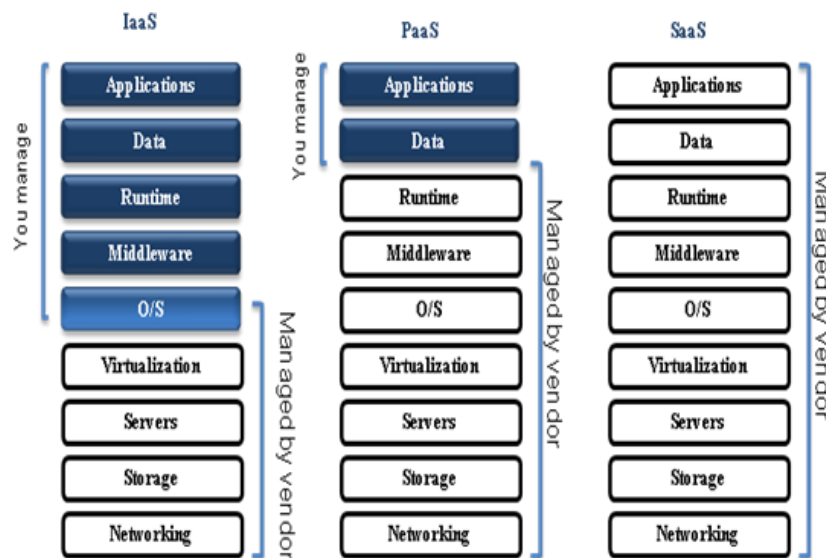 IaaS
You manage
Applications
Data
Runtime
Middleware
O/S
Virtualization
Servers
Storage
Networking
Managed by vendor
PaaS
You manage
Applications
Data
Runtime
Middleware
O/S
Virtualization
Servers
Storage
Networking
Managed by vendor
SaaS
Applications
Data
Runtime
Middleware
O/S
Virtualization
Servers
Storage
Networking
Managed by vendor